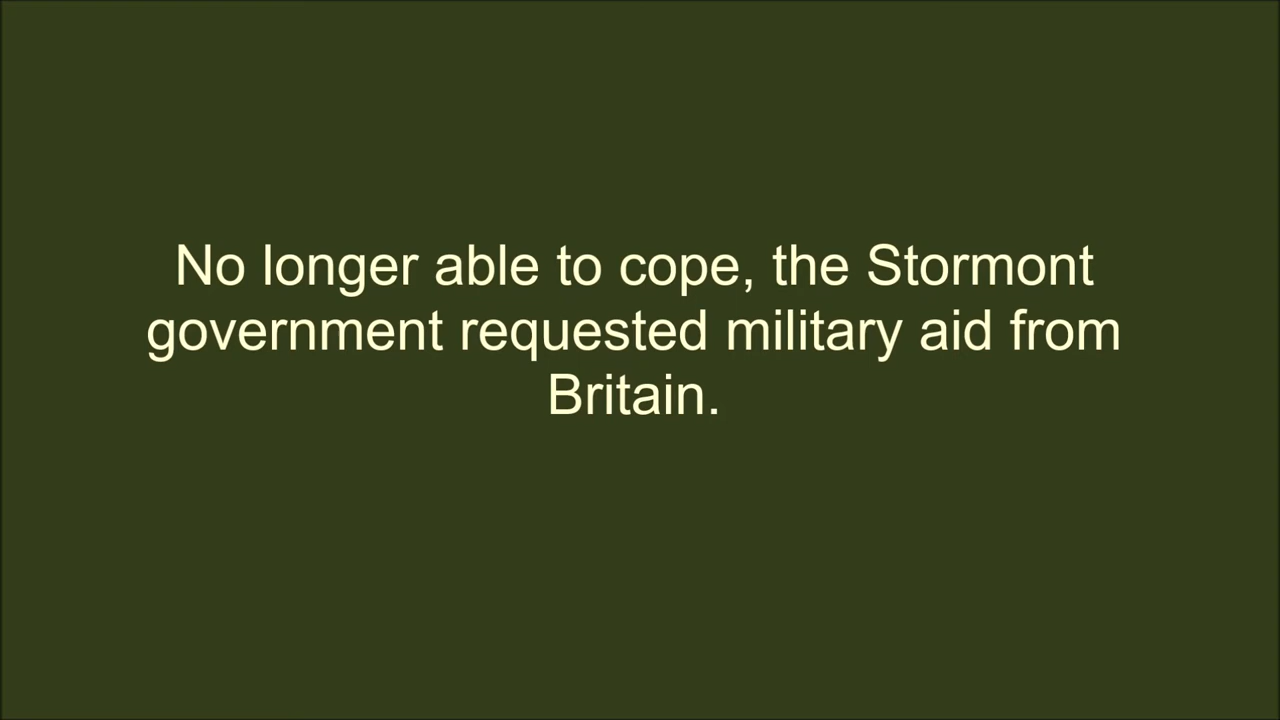 No longer able to cope, the Stormont
government requested military aid from
Britain.